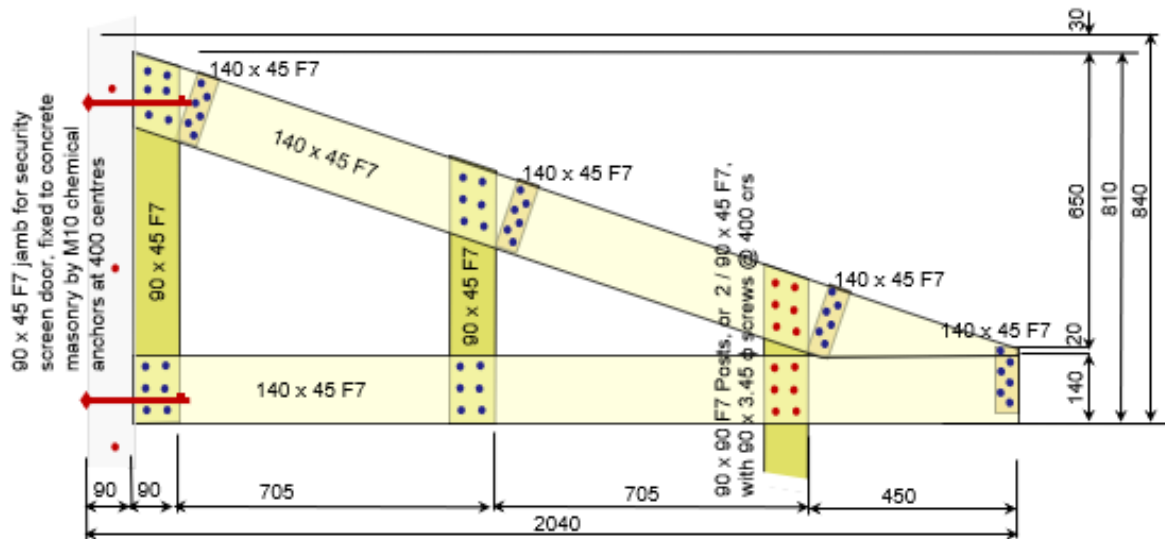 30
140 x 45 F7
140 x 45 F7
140 x 45 F7
140 x 45 F7
140 x 45 F7
90 x 45 F7 jamb for security
screen door, fixed to concrete
masonry by M10 chemical
anchors at 400 centres
90 x 45 F7
90 x 45 F7
90 x 90 F7 Posts, or 2 / 90 x 45 F7,
with 90 x 3.45 ϕ screws @ 400 crs
650
810
840
20
140
140 x 45 F7
90
90
705
705
450
2040